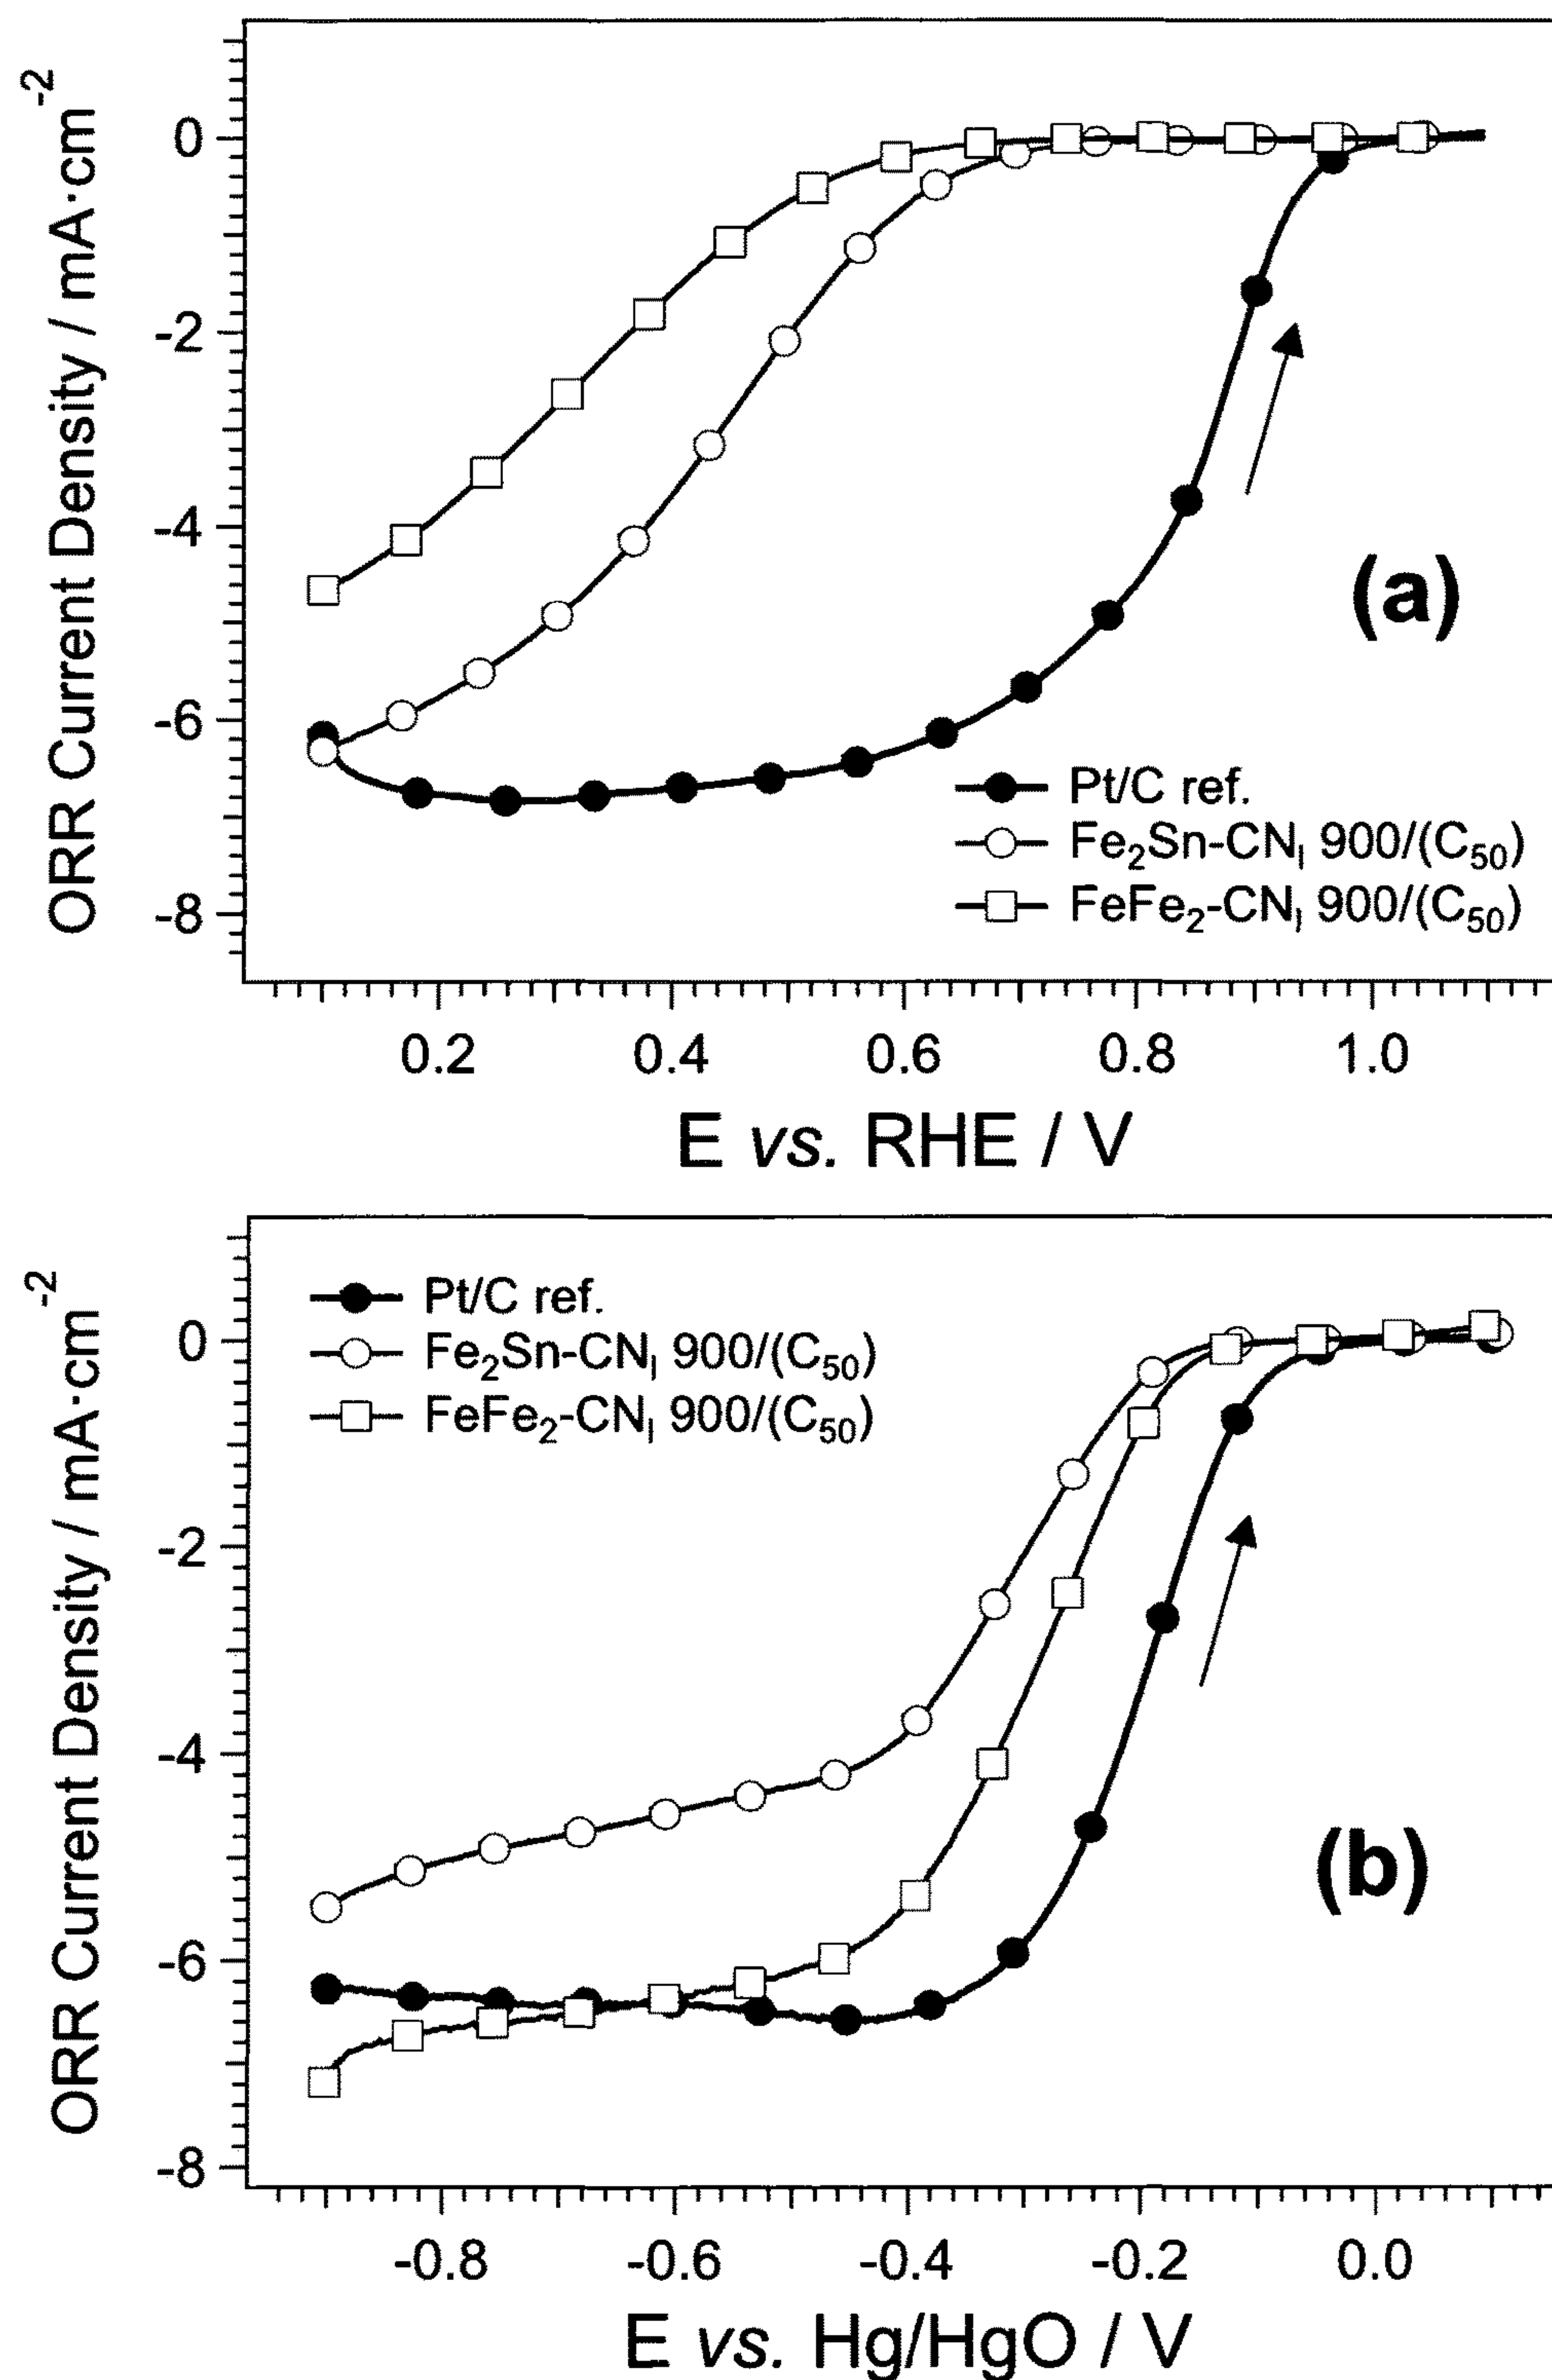 ORR Current Density / mA·cm⁻²
0
-2
-4
-6
-8
(a)
Pt/C ref.
Fe₂Sn-CNₗ 900/(C₅₀)
FeFe₂-CNₗ 900/(C₅₀)
0.2 0.4 0.6 0.8 1.0
E vs. RHE / V
ORR Current Density / mA·cm⁻²
Pt/C ref.
Fe₂Sn-CNₗ 900/(C₅₀)
FeFe₂-CNₗ 900/(C₅₀)
0
-2
-4
-6
-8
(b)
-0.8 -0.6 -0.4 -0.2 0.0
E vs. Hg/HgO / V